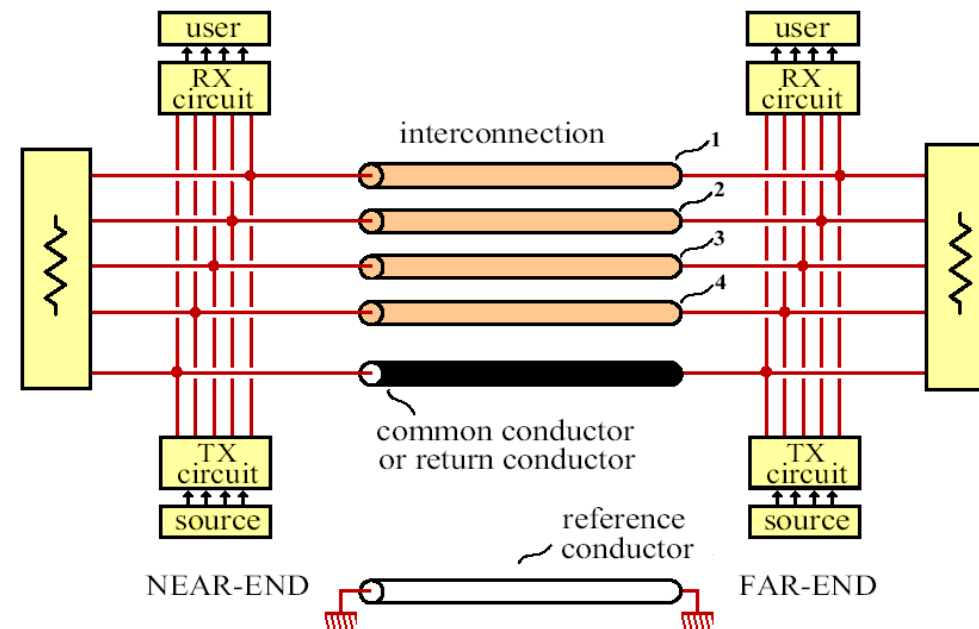 user
user
RX
circuit
RX
circuit
interconnection
1
2
3
4
common conductor
or return conductor
TX
circuit
TX
circuit
source
source
reference
conductor
NEAR-END
FAR-END